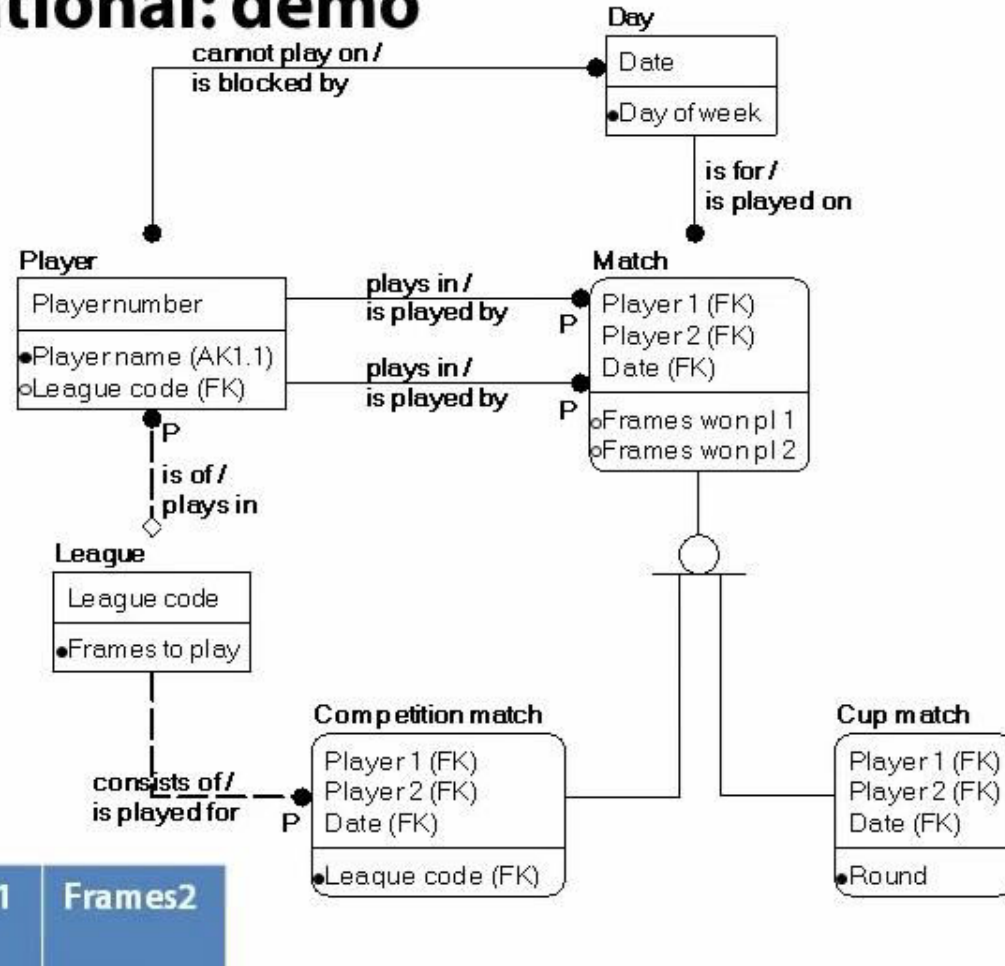 tional: demo
Day
Date
Day of week
cannot play on /
is blocked by
is for /
is played on
Player
Player number
Player name (AK1.1)
League code (FK)
plays in /
is played by
P
plays in /
is played by
P
Match
Player 1 (FK)
Player 2 (FK)
Date (FK)
Frames won pl 1
Frames won pl 2
P
is of /
plays in
League
League code
Frames to play
consists of /
is played for
P
Competition match
Player 1 (FK)
Player 2 (FK)
Date (FK)
League code (FK)
Cup match
Player 1 (FK)
Player 2 (FK)
Date (FK)
Round
1
Frames2